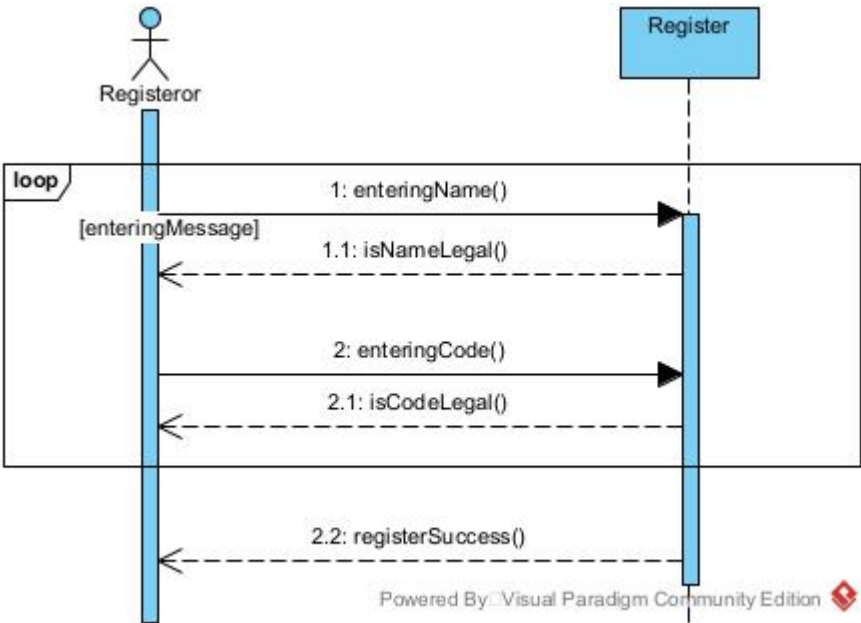 Register
Registeror
loop
1: enteringName()
[enteringMessage]
1.1: isNameLegal()
2: enteringCode()
2.1: isCodeLegal()
2.2: registerSuccess()
Powered By Visual Paradigm Community Edition